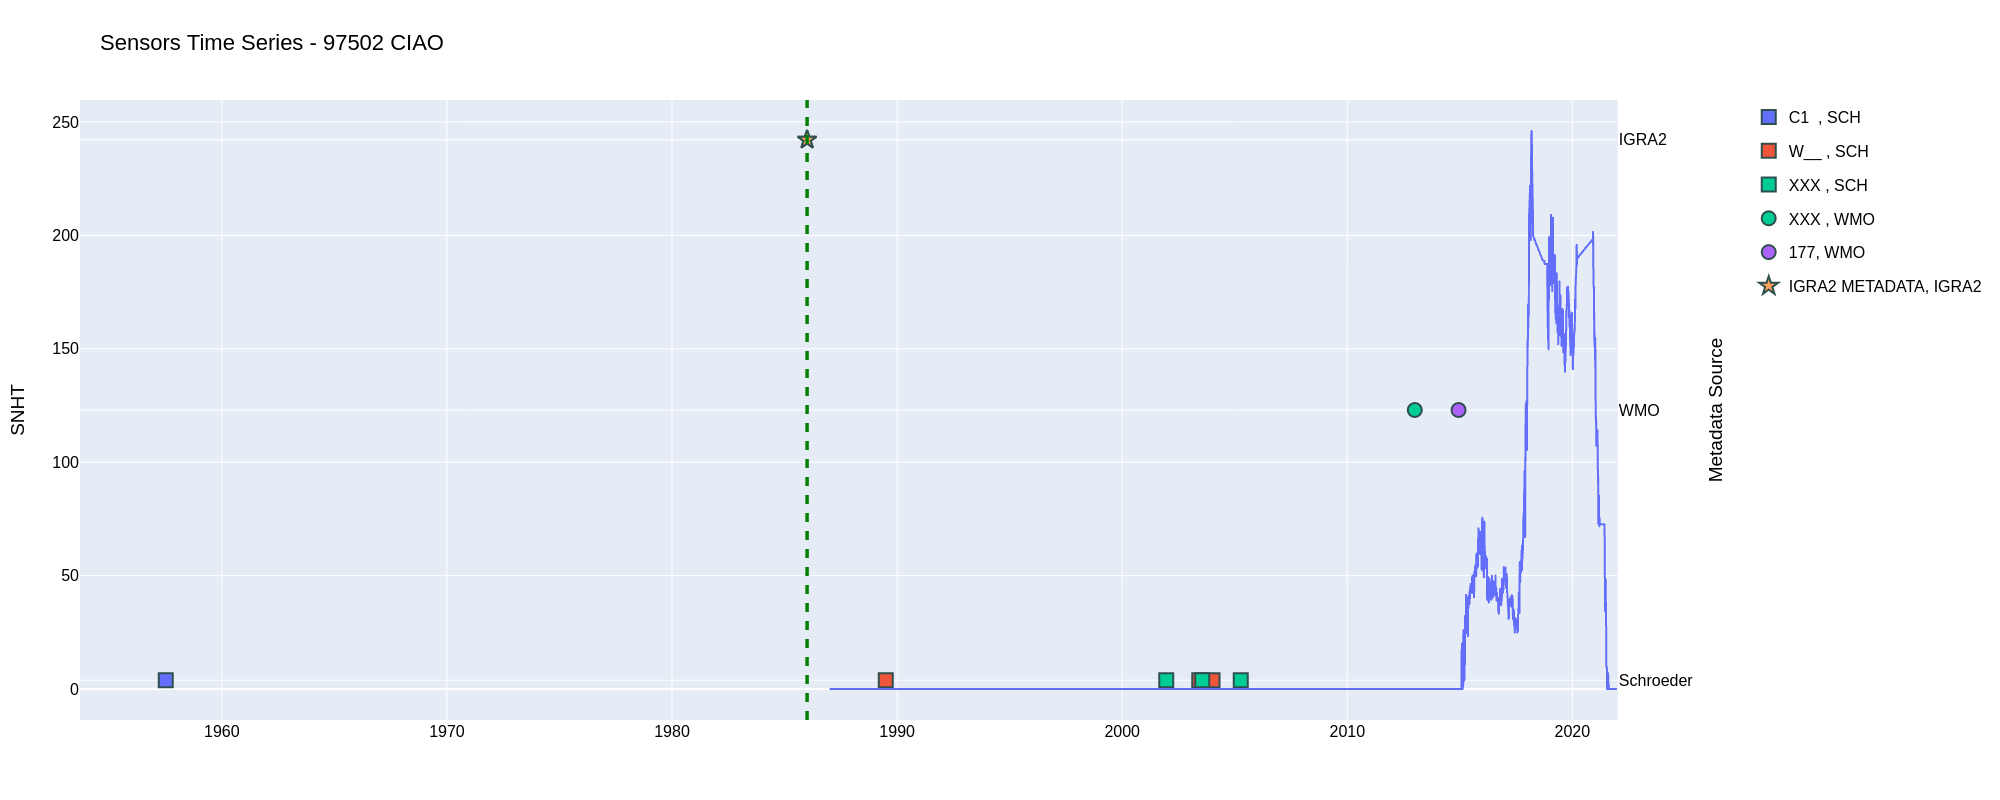 Sensors Time Series - 97502 CIAO
SNHT
250
200
150
100
50
0
1960
1970
1980
1990
2000
2010
2020
IGRA2
WMO
Schroeder
Metadata Source
C1  , SCH
W__ , SCH
XXX , SCH
XXX , WMO
177, WMO
IGRA2 METADATA, IGRA2